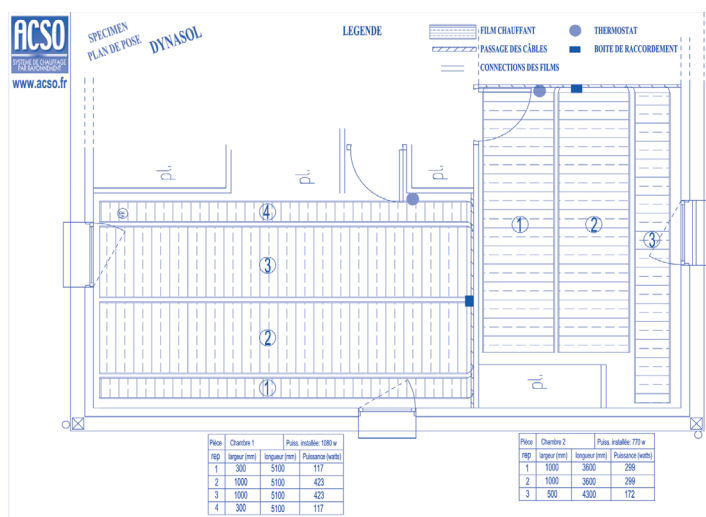 ACSO
SYSTEME DE CHAUFFAGE
PAR RAYONNEMENT
www.acso.fr
SPECIMEN
PLAN DE POSE DYNASOL
LEGENDE
FILM CHAUFFANT
PASSAGE DES CÂBLES
CONNECTIONS DES FILMS
THERMOSTAT
BOITE DE RACCORDEMENT
pl.
pl.
pl.
4
3
2
1
1
2
3
pl.
Pièce Chambre 1 Puiss. installée: 1080 w
rep largeur (mm) longueur (mm) Puissance (watts)
1 300 5100 117
2 1000 5100 423
3 1000 5100 423
4 300 5100 117
Pièce Chambre 2 Puiss. installée: 770 w
rep largeur (mm) longueur (mm) Puissance (watts)
1 1000 3600 299
2 1000 3600 299
3 500 4300 172